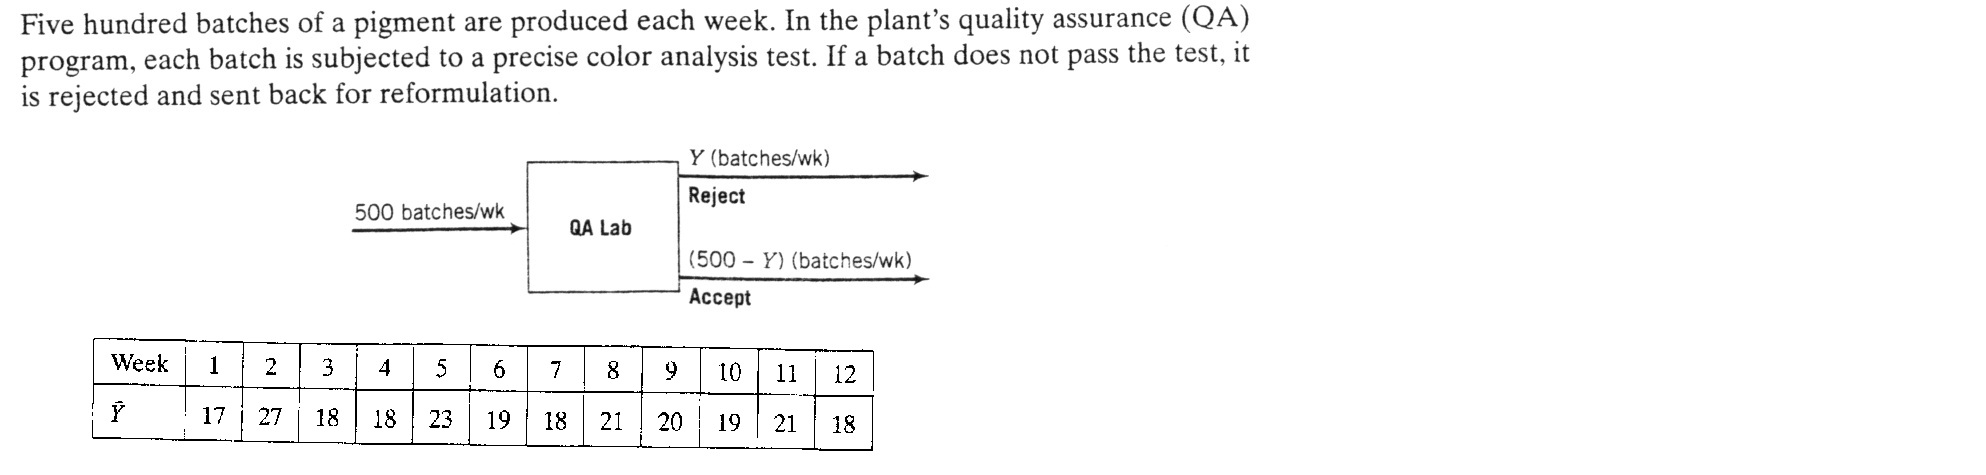 Five hundred batches of a pigment are produced each week. In the plant’s quality assurance (QA)
program, each batch is subjected to a precise color analysis test. If a batch does not pass the test, it
is rejected and sent back for reformulation.
Y (batches/wk)
Reject
500 batches/wk
QA Lab
(500 – Y) (batches/wk)
Accept
Week 1 2 3 4 5 6 7 8 9 10 11 12
Ȳ 17 27 18 18 23 19 18 21 20 19 21 18